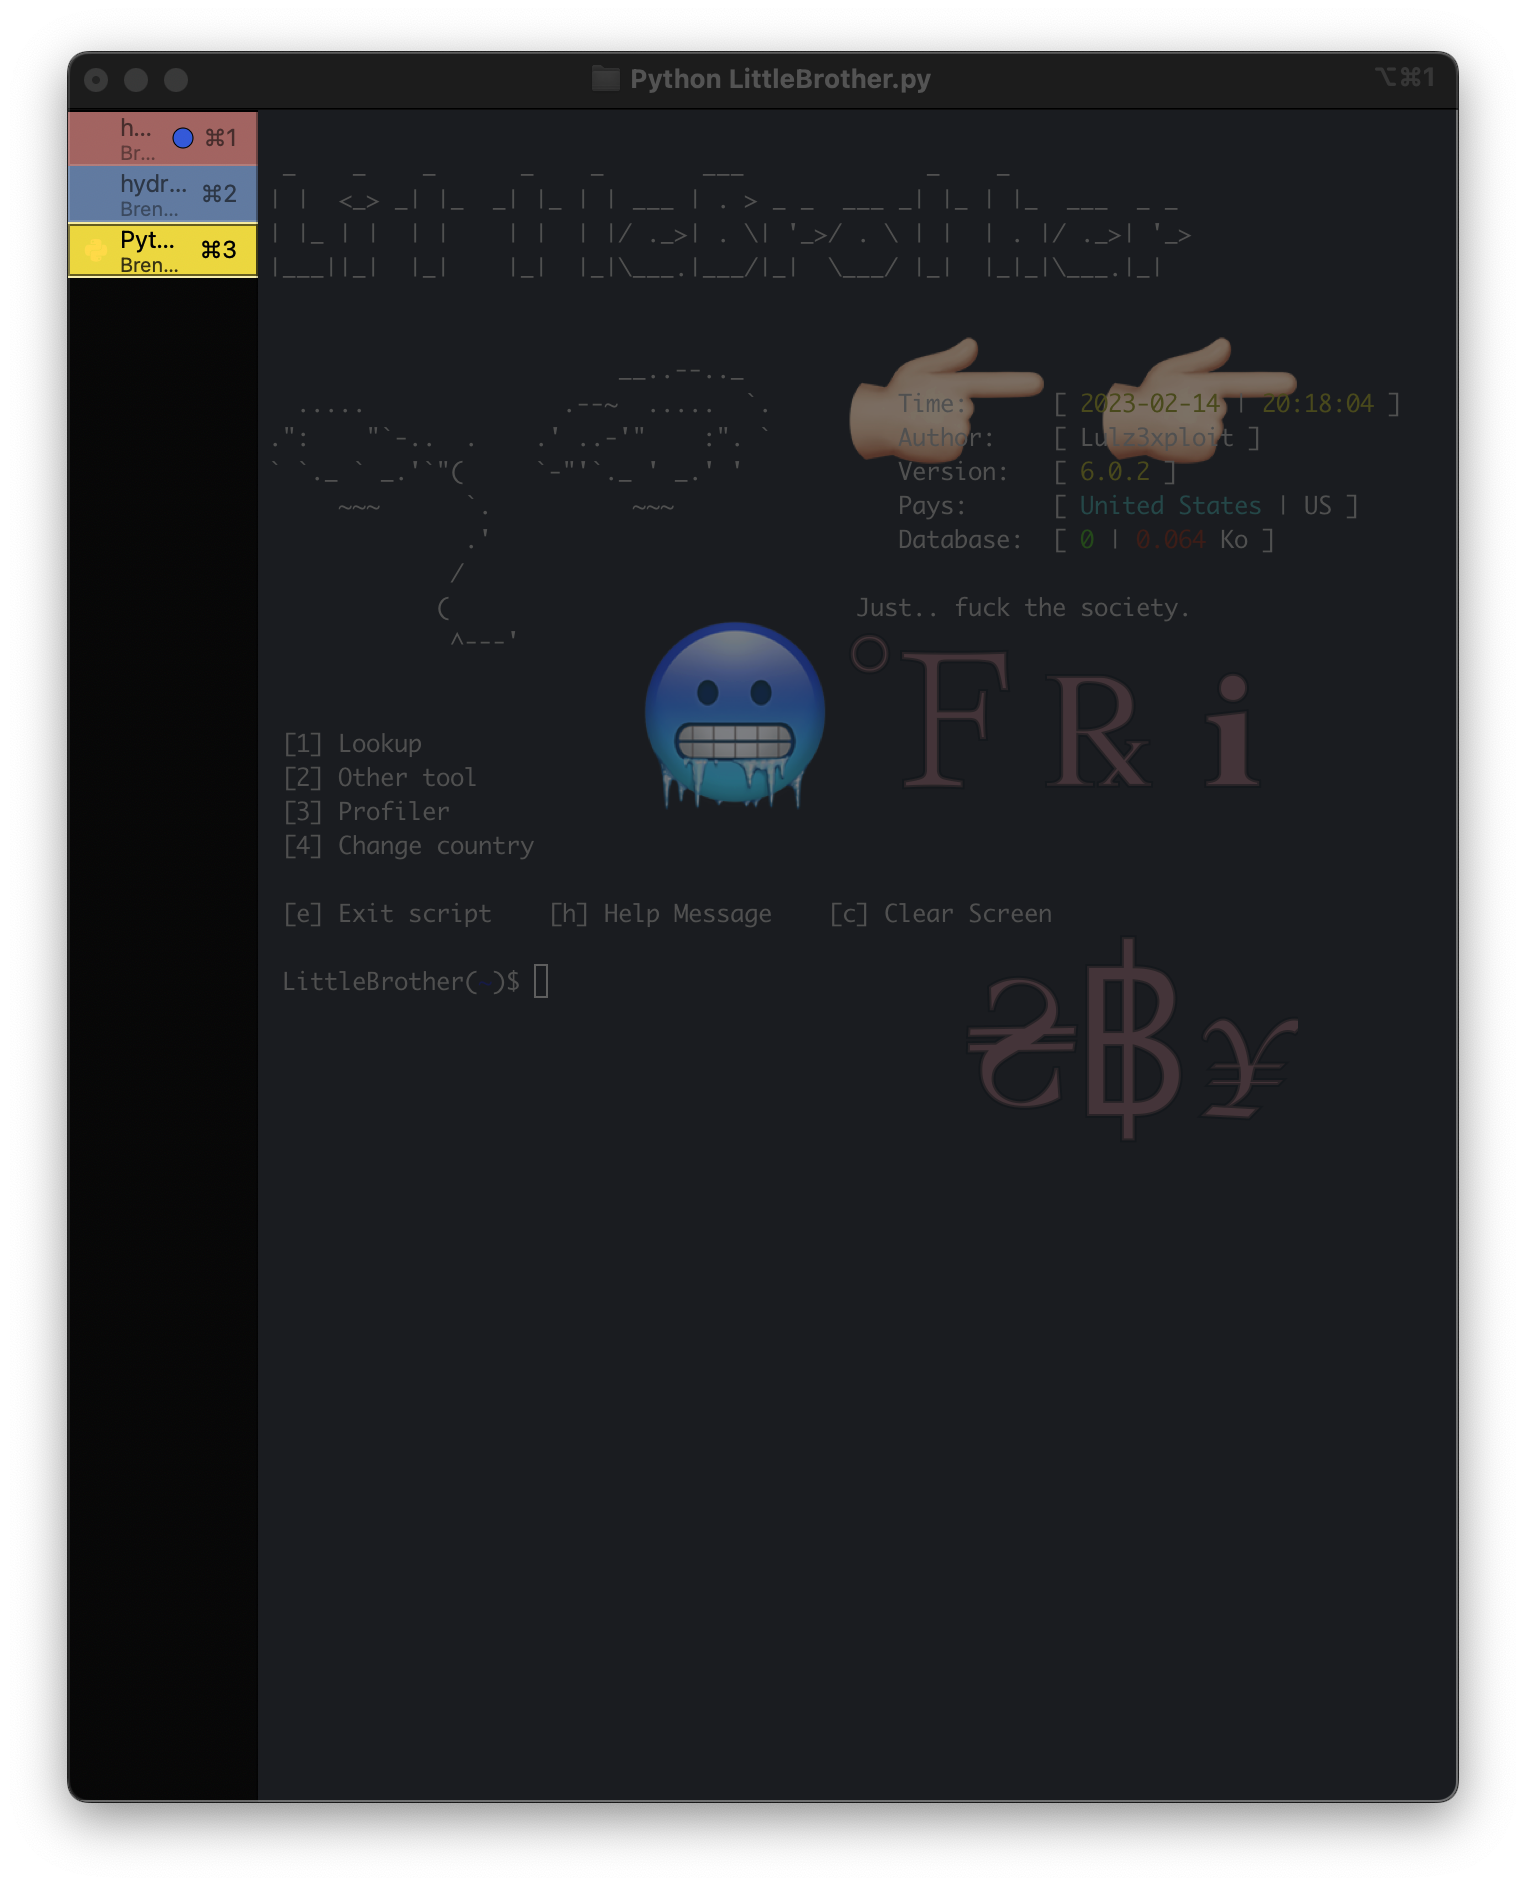 Python LittleBrother.py
⌥⌘1
h... ⌘1
Br...
hydr... ⌘2
Bren...
Pyt... ⌘3
Bren...
LittleBrother
Time: [ 2023-02-14 | 20:18:04 ]
Author: [ Lulz3xploit ]
Version: [ 6.0.2 ]
Pays: [ United States | US ]
Database: [ 0 | 0.064 Ko ]
Just.. fuck the society.
°F℞i
[1] Lookup
[2] Other tool
[3] Profiler
[4] Change country
[e] Exit script [h] Help Message [c] Clear Screen
LittleBrother(~)$
₴฿¥